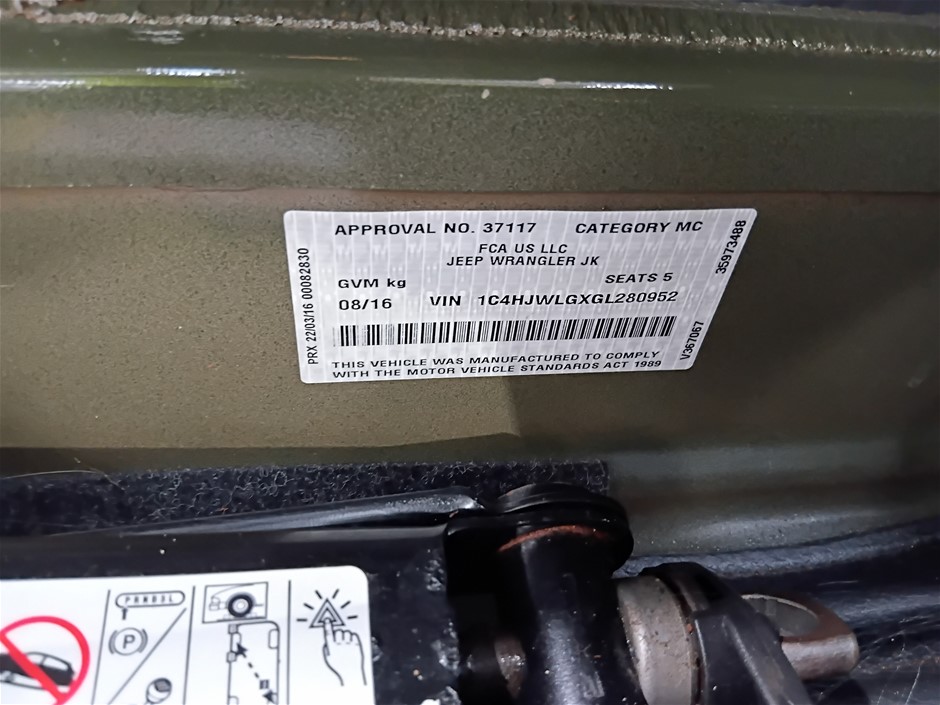 APPROVAL NO. 37117 CATEGORY MC
FCA US LLC
JEEP WRANGLER JK
GVM kg SEATS 5
08/16 VIN 1C4HJWLGXGL280952
THIS VEHICLE WAS MANUFACTURED TO COMPLY
WITH THE MOTOR VEHICLE STANDARDS ACT 1989
PRX 22/03/16 00082830
35973488
V367067
PRND3L
P